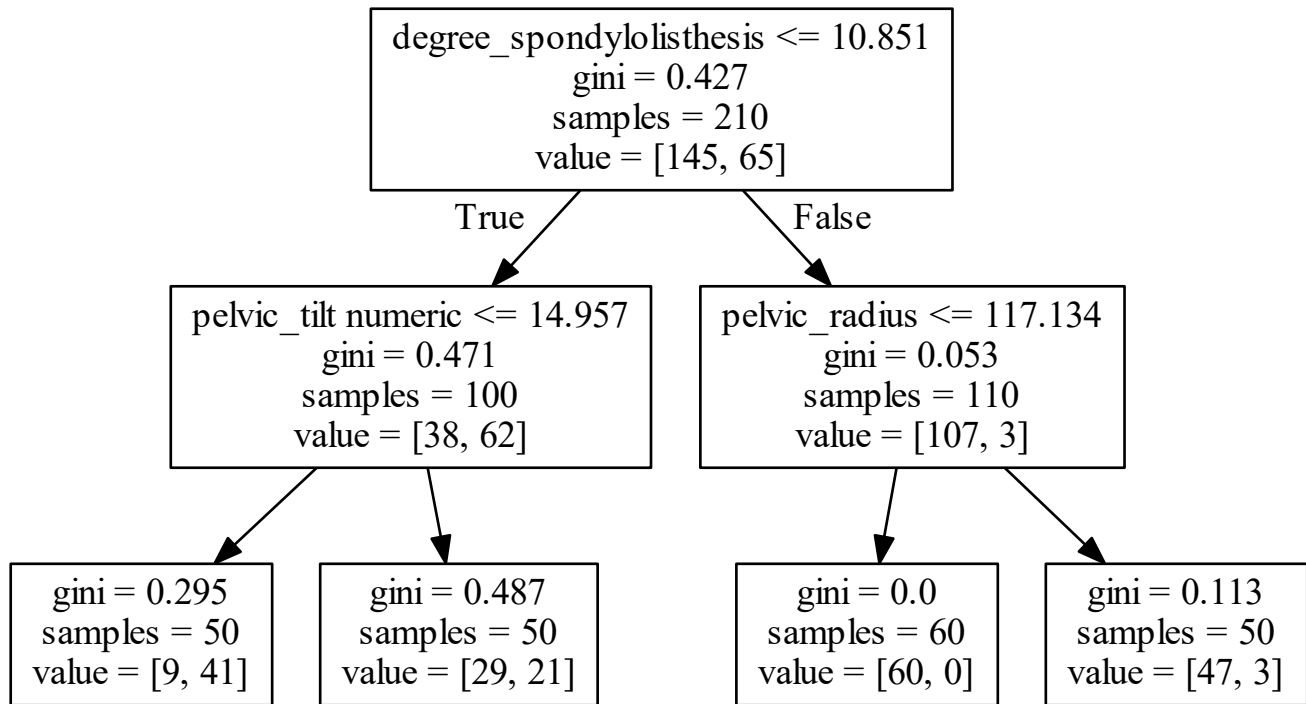 degree_spondylolisthesis <= 10.851
gini = 0.427
samples = 210
value = [145, 65]
True
False
pelvic_tilt numeric <= 14.957
gini = 0.471
samples = 100
value = [38, 62]
pelvic_radius <= 117.134
gini = 0.053
samples = 110
value = [107, 3]
gini = 0.295
samples = 50
value = [9, 41]
gini = 0.487
samples = 50
value = [29, 21]
gini = 0.0
samples = 60
value = [60, 0]
gini = 0.113
samples = 50
value = [47, 3]